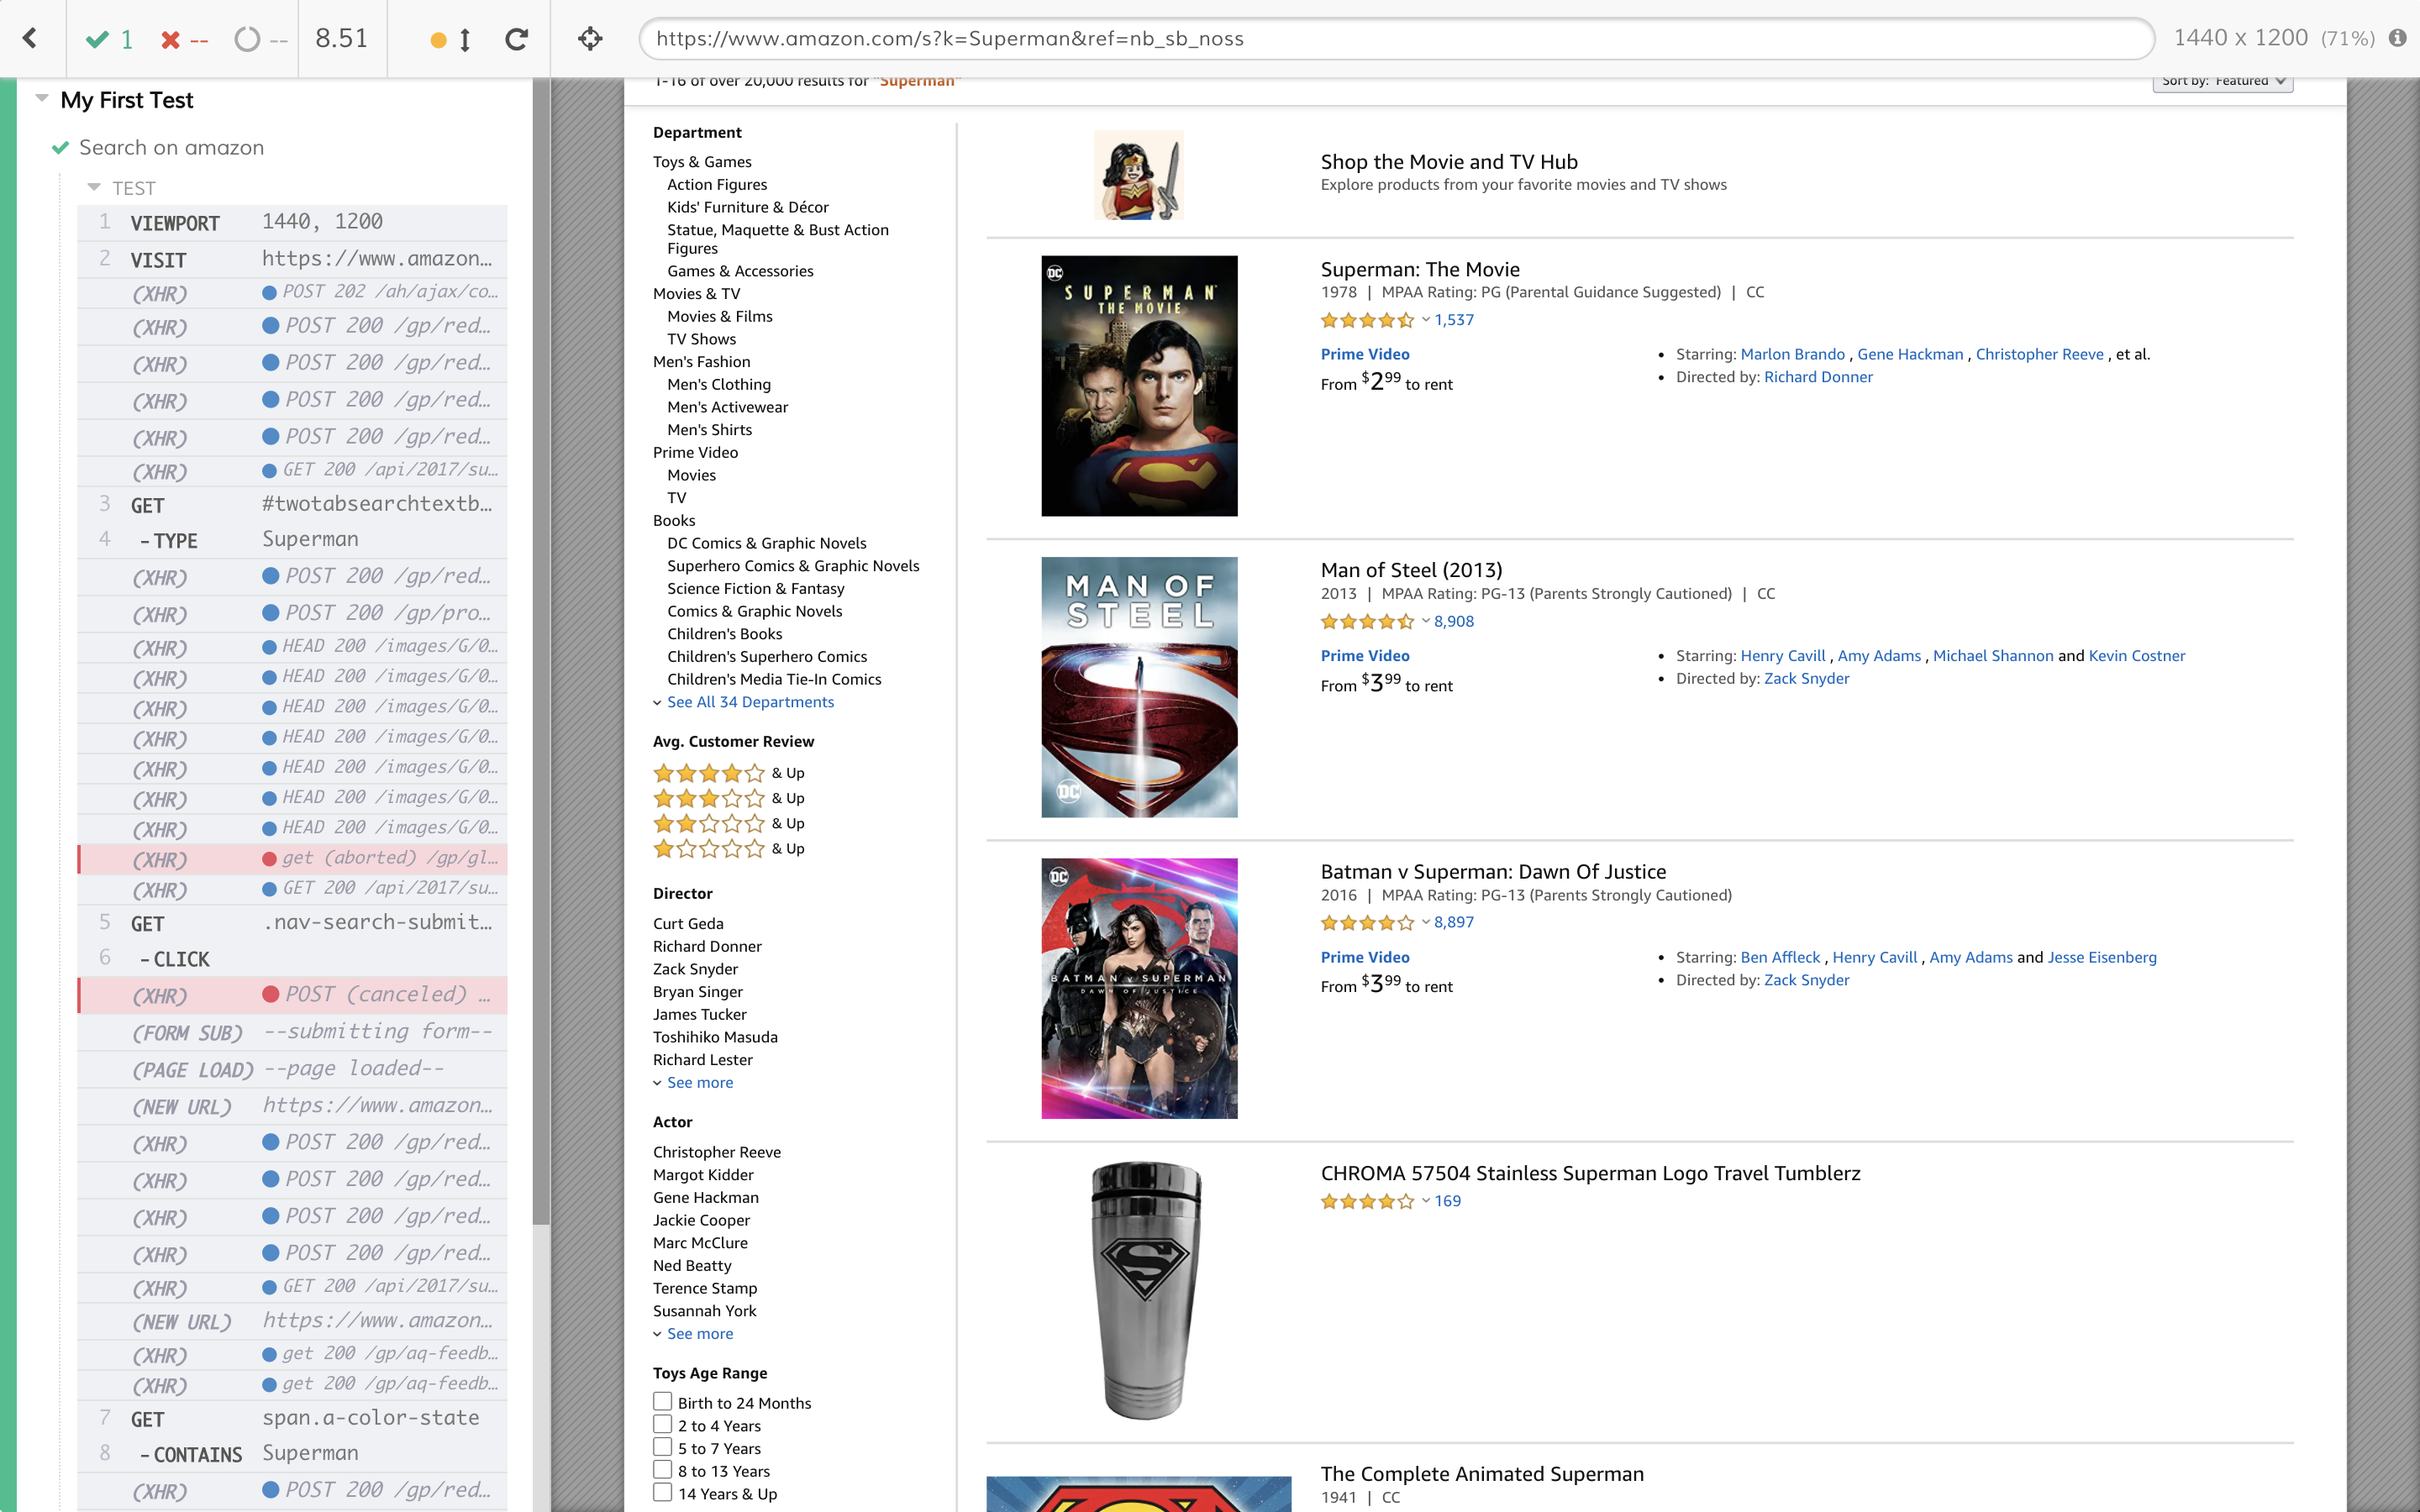 1
--
--
8.51
https://www.amazon.com/s?k=Superman&ref=nb_sb_noss
1440 x 1200 (71%)
My First Test
Search on amazon
TEST
1 VIEWPORT 1440, 1200
2 VISIT https://www.amazon...
(XHR) POST 202 /ah/ajax/co...
(XHR) POST 200 /gp/red...
(XHR) POST 200 /gp/red...
(XHR) POST 200 /gp/red...
(XHR) POST 200 /gp/red...
(XHR) GET 200 /api/2017/su...
3 GET #twotabsearchtextb...
4 -TYPE Superman
(XHR) POST 200 /gp/red...
(XHR) POST 200 /gp/pro...
(XHR) HEAD 200 /images/G/0...
(XHR) HEAD 200 /images/G/0...
(XHR) HEAD 200 /images/G/0...
(XHR) HEAD 200 /images/G/0...
(XHR) HEAD 200 /images/G/0...
(XHR) HEAD 200 /images/G/0...
(XHR) HEAD 200 /images/G/0...
(XHR) get (aborted) /gp/gl...
(XHR) GET 200 /api/2017/su...
5 GET .nav-search-submit...
6 -CLICK
(XHR) POST (canceled) ...
(FORM SUB) --submitting form--
(PAGE LOAD) --page loaded--
(NEW URL) https://www.amazon...
(XHR) POST 200 /gp/red...
(XHR) POST 200 /gp/red...
(XHR) POST 200 /gp/red...
(XHR) POST 200 /gp/red...
(XHR) GET 200 /api/2017/su...
(NEW URL) https://www.amazon...
(XHR) get 200 /gp/aq-feedb...
(XHR) get 200 /gp/aq-feedb...
7 GET span.a-color-state
8 -CONTAINS Superman
(XHR) POST 200 /gp/red...
1-16 of over 20,000 results for "Superman"
Sort by: Featured
Department
Toys & Games
Action Figures
Kids' Furniture & Décor
Statue, Maquette & Bust Action
Figures
Games & Accessories
Movies & TV
Movies & Films
TV Shows
Men's Fashion
Men's Clothing
Men's Activewear
Men's Shirts
Prime Video
Movies
TV
Books
DC Comics & Graphic Novels
Superhero Comics & Graphic Novels
Science Fiction & Fantasy
Comics & Graphic Novels
Children's Books
Children's Superhero Comics
Children's Media Tie-In Comics
See All 34 Departments
Avg. Customer Review
& Up
& Up
& Up
& Up
Director
Curt Geda
Richard Donner
Zack Snyder
Bryan Singer
James Tucker
Toshihiko Masuda
Richard Lester
See more
Actor
Christopher Reeve
Margot Kidder
Gene Hackman
Jackie Cooper
Marc McClure
Ned Beatty
Terence Stamp
Susannah York
See more
Toys Age Range
Birth to 24 Months
2 to 4 Years
5 to 7 Years
8 to 13 Years
14 Years & Up
Shop the Movie and TV Hub
Explore products from your favorite movies and TV shows
DC
SUPERMAN
THE MOVIE
Superman: The Movie
1978 | MPAA Rating: PG (Parental Guidance Suggested) | CC
1,537
Prime Video
From $299 to rent
• Starring: Marlon Brando , Gene Hackman , Christopher Reeve , et al.
• Directed by: Richard Donner
MAN OF
STEEL
DC
Man of Steel (2013)
2013 | MPAA Rating: PG-13 (Parents Strongly Cautioned) | CC
8,908
Prime Video
From $399 to rent
• Starring: Henry Cavill , Amy Adams , Michael Shannon and Kevin Costner
• Directed by: Zack Snyder
DC
BATMAN V SUPERMAN
DAWN OF JUSTICE
Batman v Superman: Dawn Of Justice
2016 | MPAA Rating: PG-13 (Parents Strongly Cautioned)
8,897
Prime Video
From $399 to rent
• Starring: Ben Affleck , Henry Cavill , Amy Adams and Jesse Eisenberg
• Directed by: Zack Snyder
CHROMA 57504 Stainless Superman Logo Travel Tumblerz
169
The Complete Animated Superman
1941 | CC